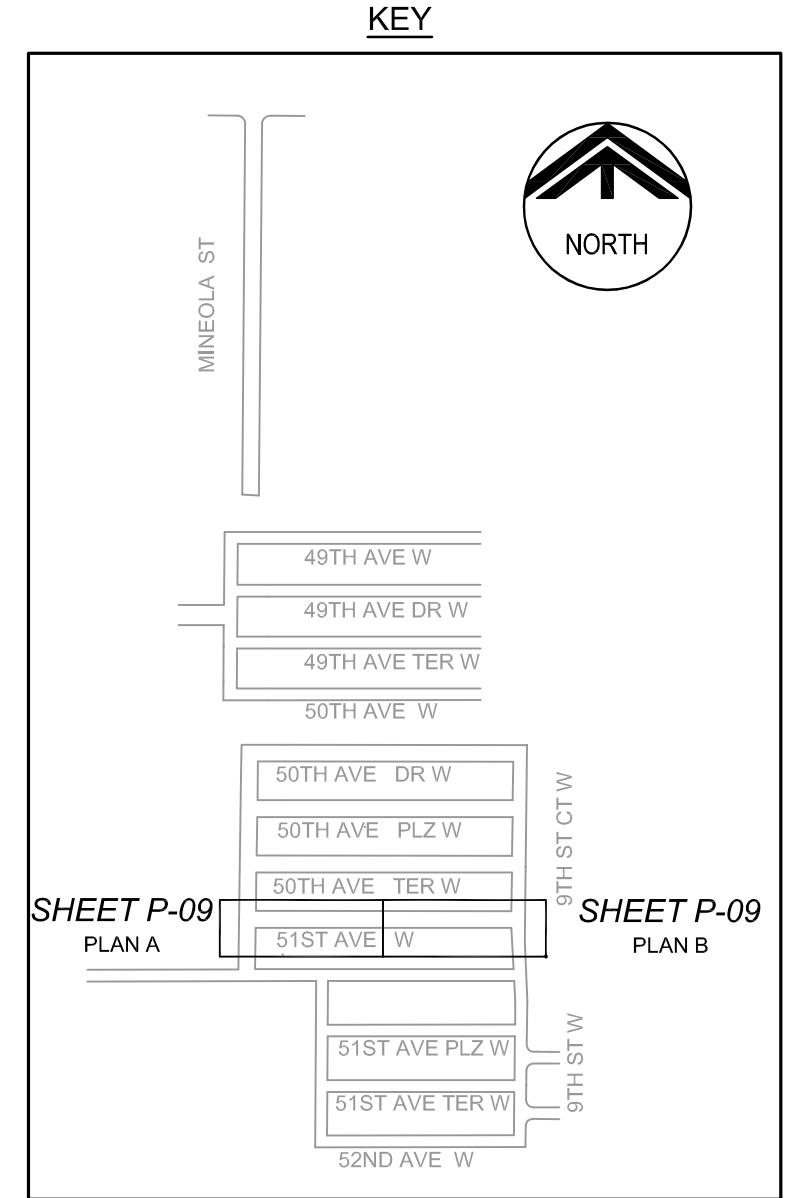 KEY
NORTH
MINEOLA ST
49TH AVE W
49TH AVE DR W
49TH AVE TER W
50TH AVE W
50TH AVE DR W
50TH AVE PLZ W
9TH ST CT W
50TH AVE TER W
SHEET P-09
PLAN A
51ST AVE W
SHEET P-09
PLAN B
51ST AVE PLZ W
9TH ST W
51ST AVE TER W
52ND AVE W